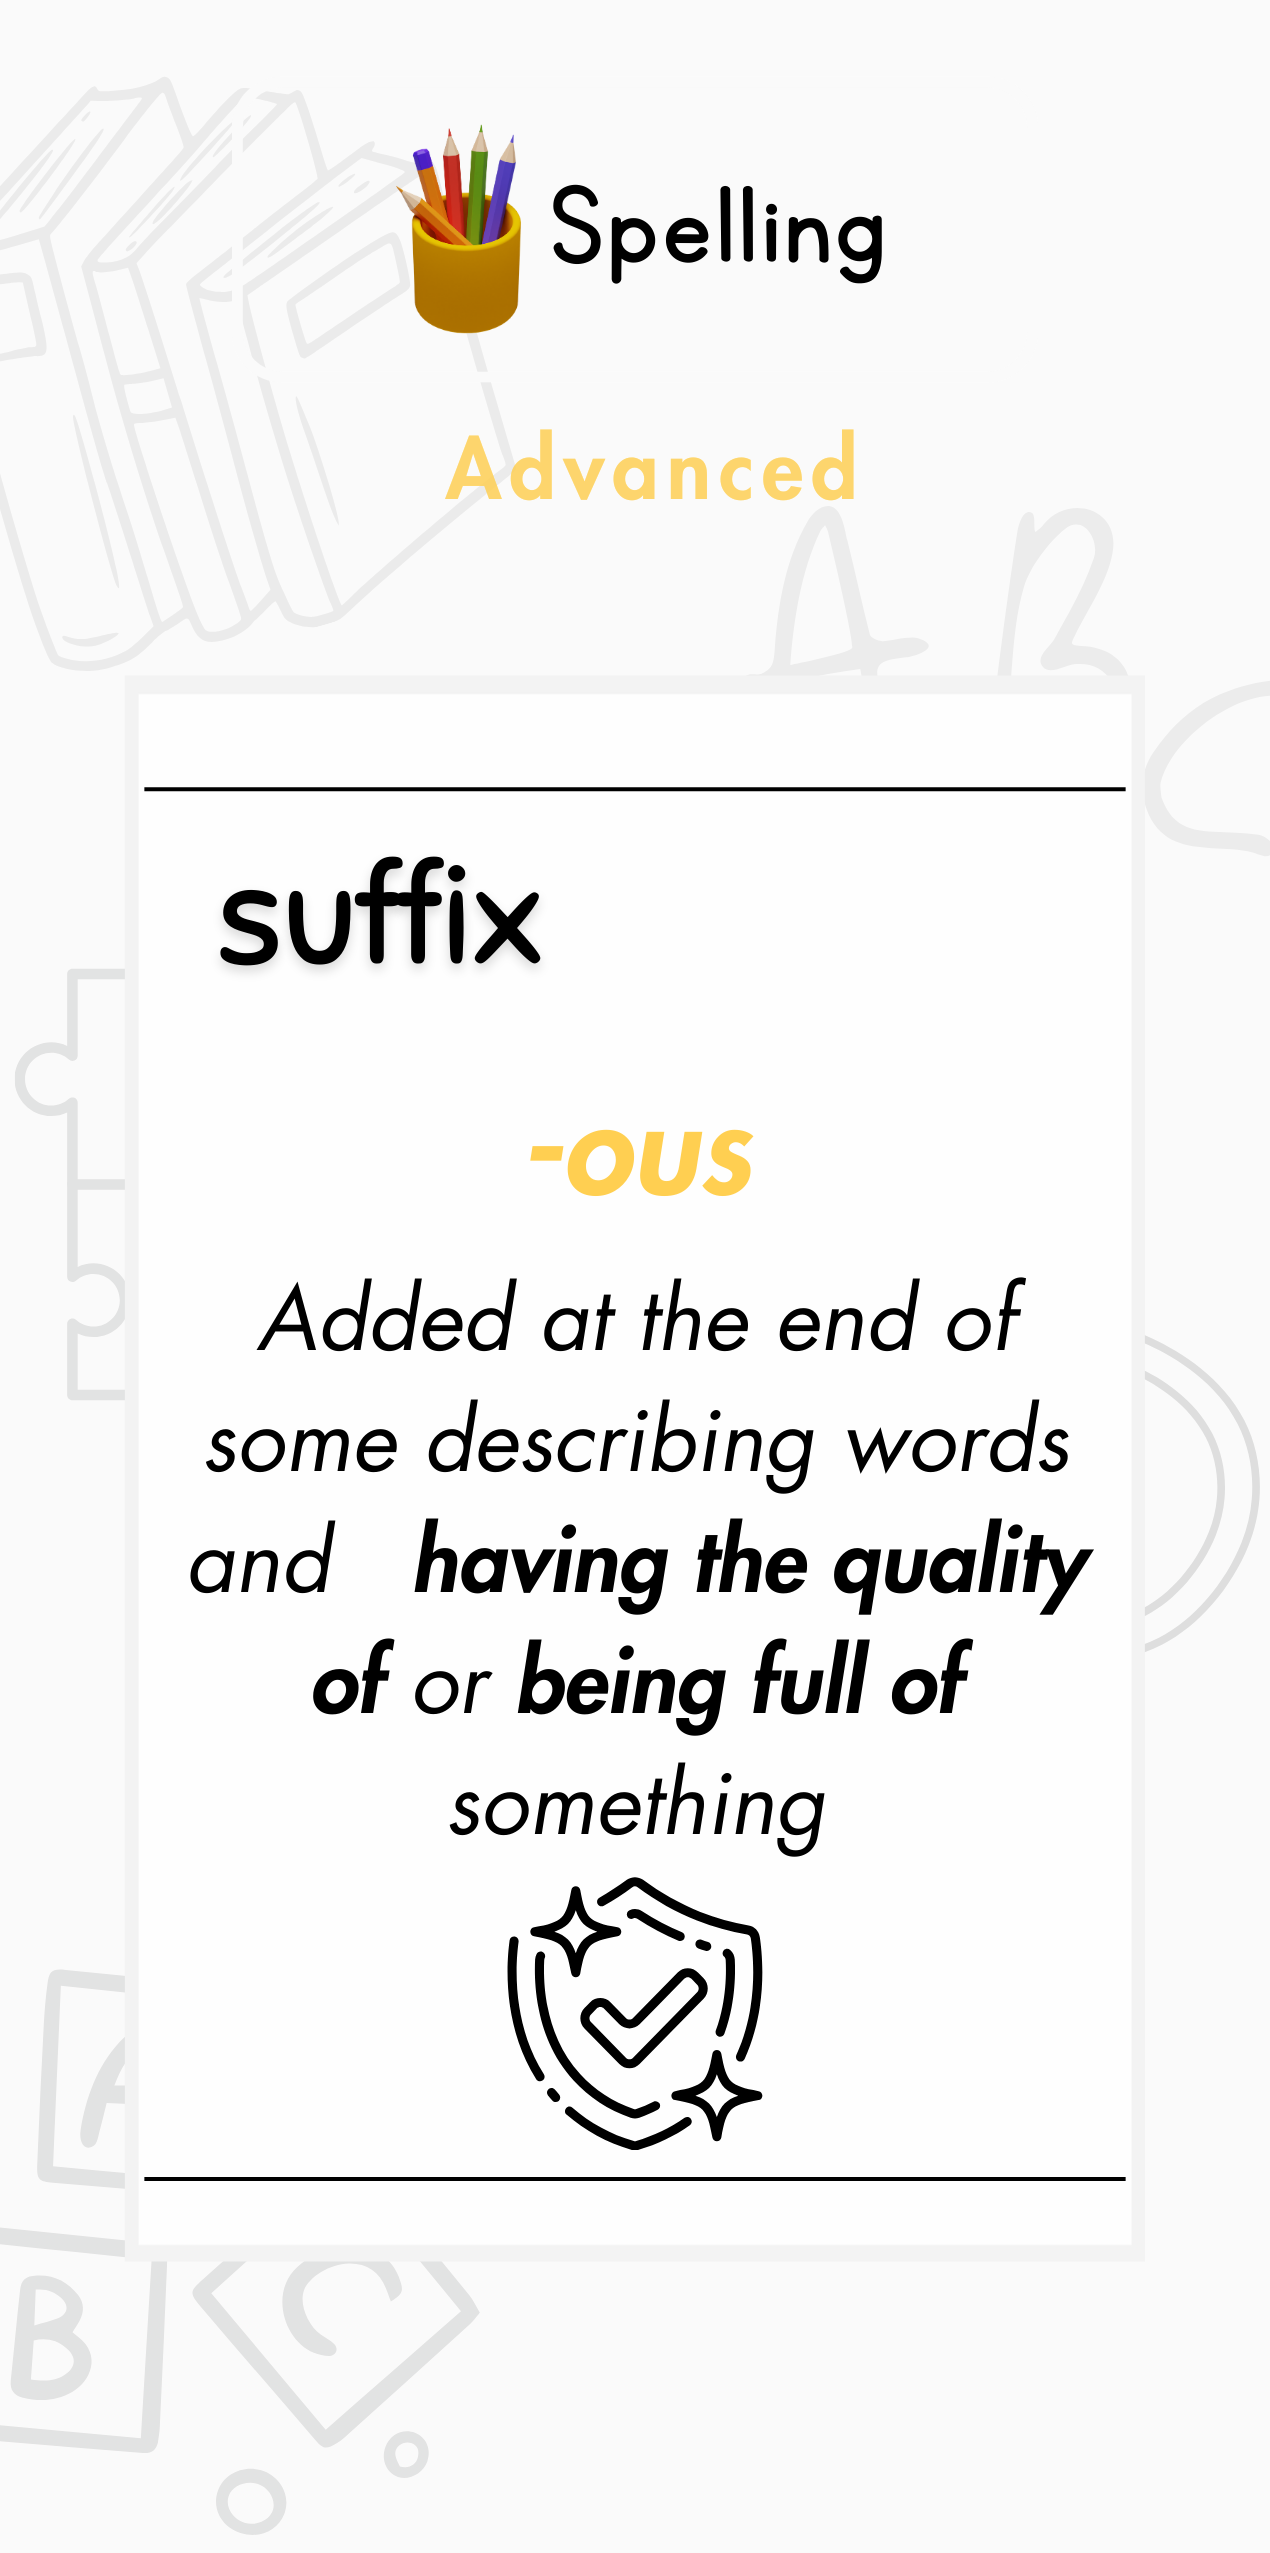 Spelling
Advanced
A B
suffix
-ous
Added at the end of
some describing words
and having the quality
of or being full of
something
A
B
C